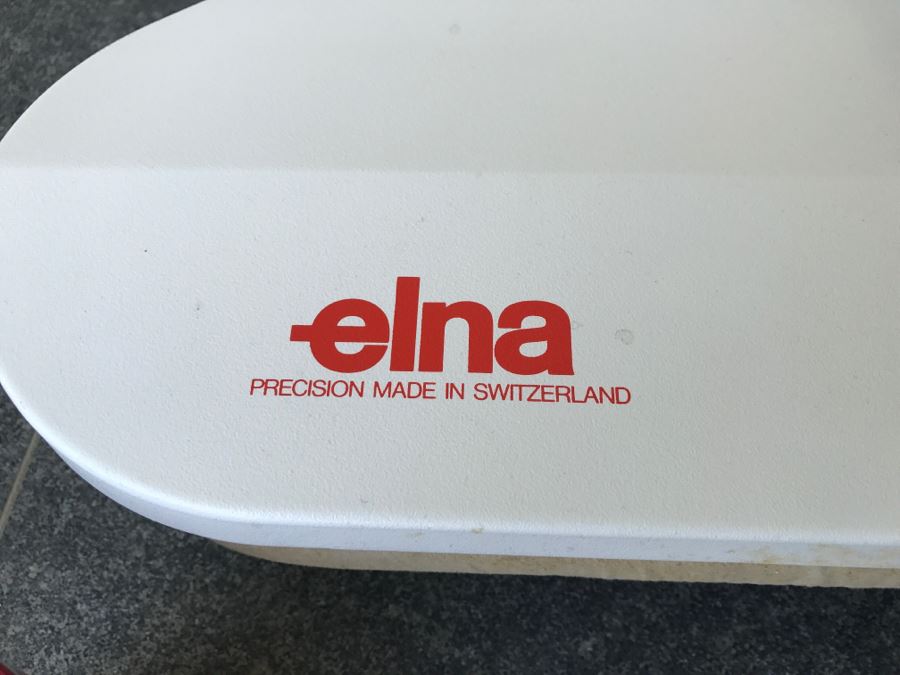 elna
PRECISION MADE IN SWITZERLAND